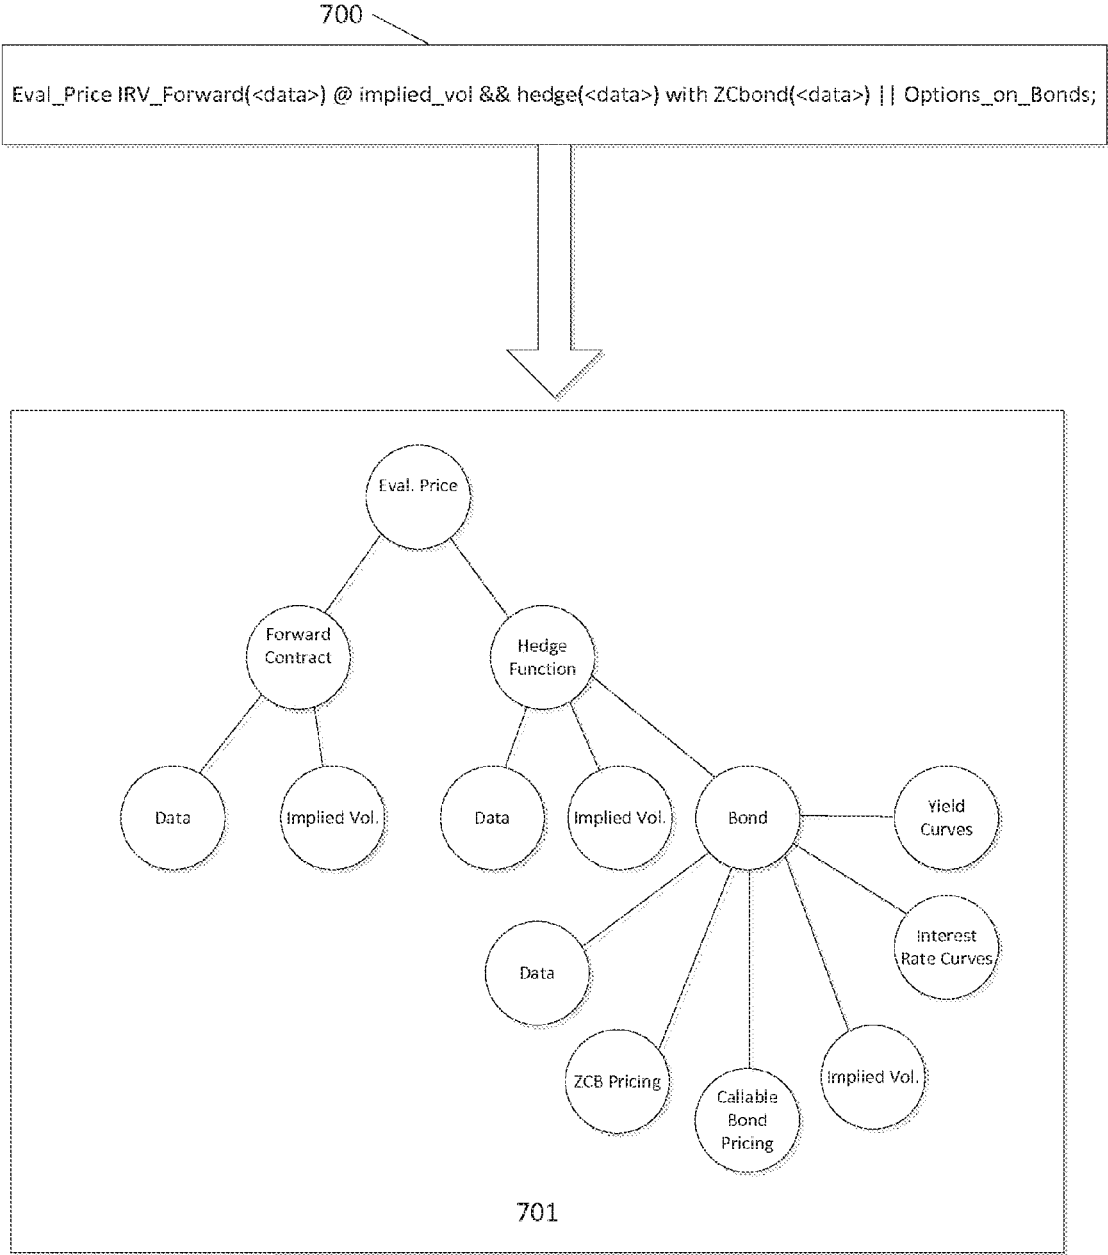 700
Eval_Price IRV_Forward(<data>) @ implied_vol && hedge(<data>) with ZCbond(<data>) || Options_on_Bonds;
Eval. Price
Forward
Contract
Hedge
Function
Data
Implied Vol.
Data
Implied Vol.
Bond
Yield
Curves
Interest
Rate Curves
Data
ZCB Pricing
Callable
Bond
Pricing
Implied Vol.
701